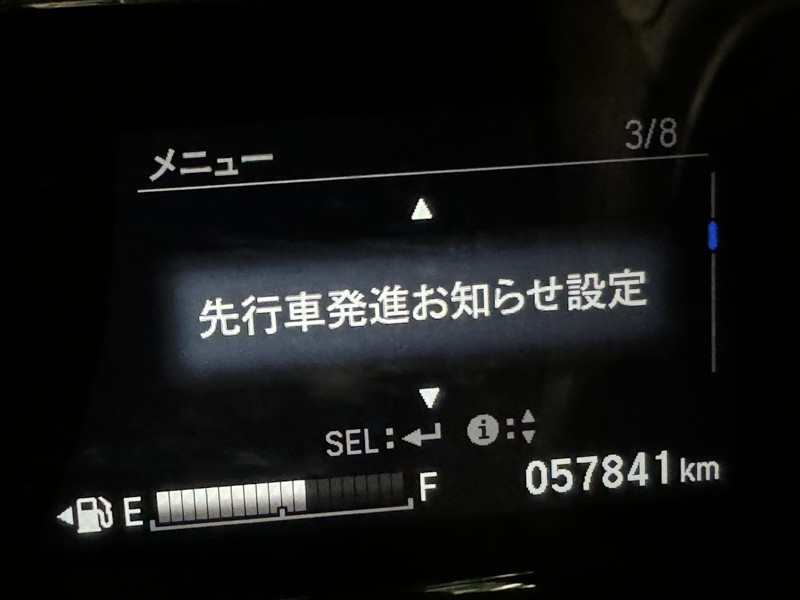 メニュー 3/8
先行車発進お知らせ設定
SEL: i:
E F 057841 km